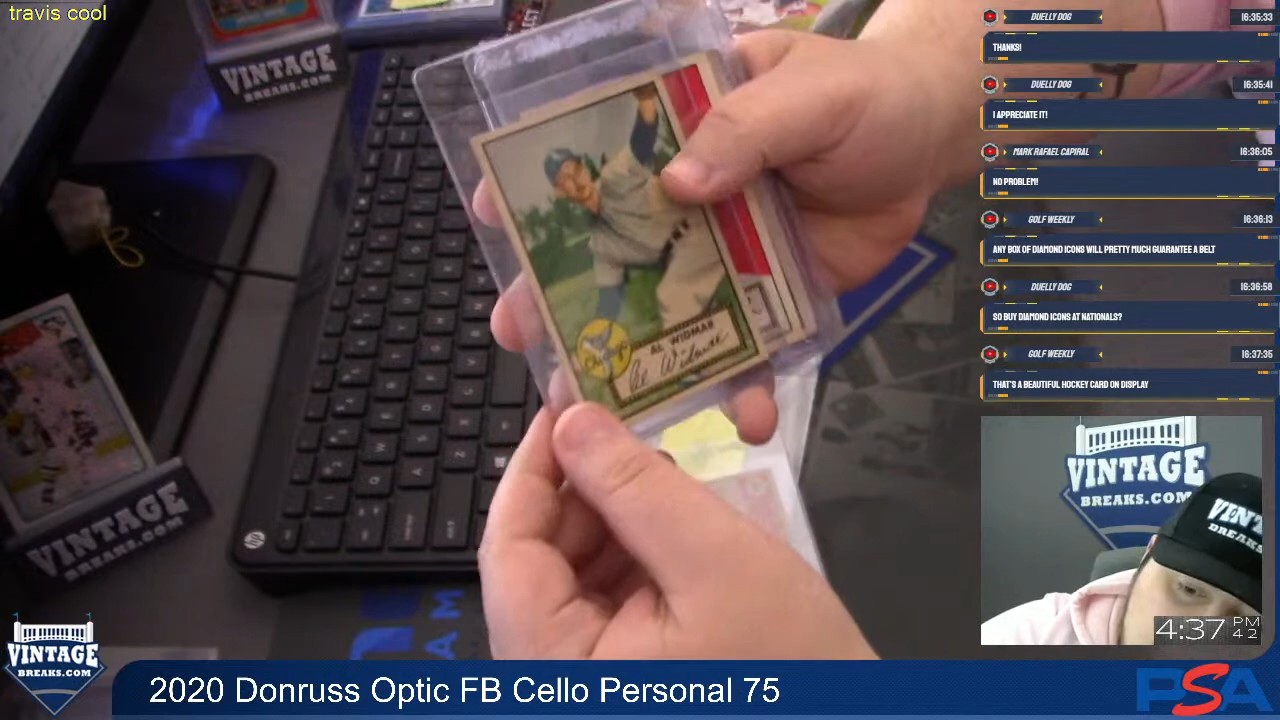 travis cool
VINTAGE
BREAKS.COM
AL WIDMAR
Al Widmar
VINTAGE
BREAKS.COM
hp
VINTAGE
BREAKS.COM
2020 Donruss Optic FB Cello Personal 75
PSA
DUELLY DOG
16:35:33
THANKS!
DUELLY DOG
16:35:41
I APPRECIATE IT!
MARK RAFAEL CAPIRAL
16:36:05
NO PROBLEM!
GOLF WEEKLY
16:36:13
ANY BOX OF DIAMOND ICONS WILL PRETTY MUCH GUARANTEE A BELT
DUELLY DOG
16:36:58
SO BUY DIAMOND ICONS AT NATIONALS?
GOLF WEEKLY
16:37:35
THAT'S A BEAUTIFUL HOCKEY CARD ON DISPLAY
VINTAGE
BREAKS.COM
4:37 PM
42